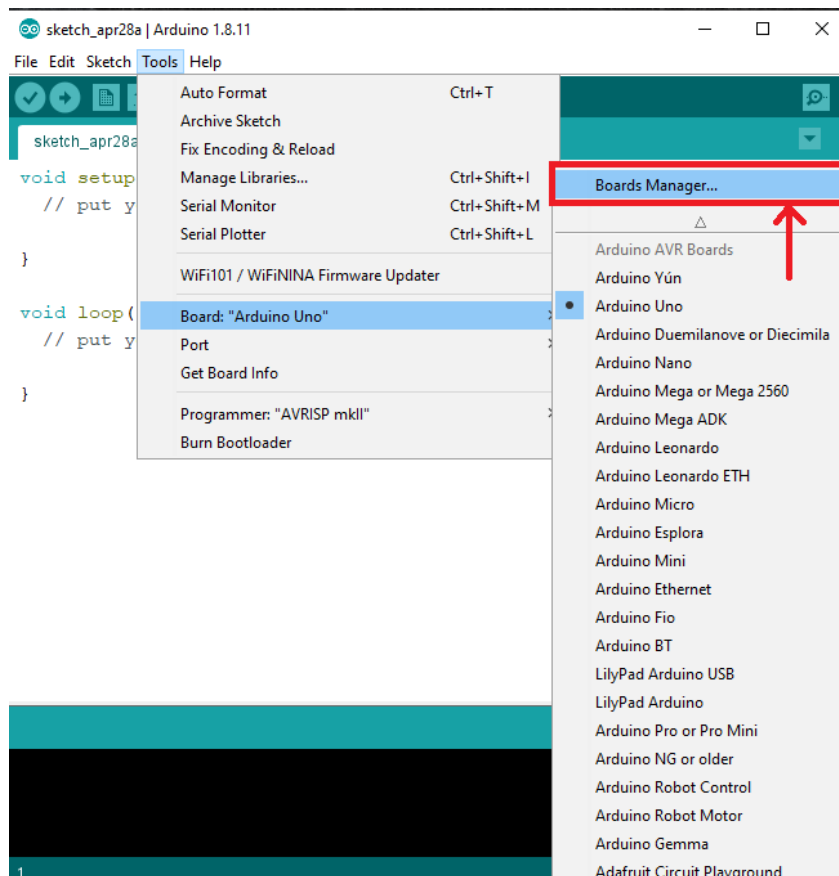 sketch_apr28a | Arduino 1.8.11
File Edit Sketch Tools Help
sketch_apr28a
void setup
// put y
}
void loop(
// put y
}
Auto Format Ctrl+T
Archive Sketch
Fix Encoding & Reload
Manage Libraries... Ctrl+Shift+I
Serial Monitor Ctrl+Shift+M
Serial Plotter Ctrl+Shift+L
WiFi101 / WiFiNINA Firmware Updater
Board: "Arduino Uno"
Port
Get Board Info
Programmer: "AVRISP mkII"
Burn Bootloader
Boards Manager...
Arduino AVR Boards
Arduino Yún
Arduino Uno
Arduino Duemilanove or Diecimila
Arduino Nano
Arduino Mega or Mega 2560
Arduino Mega ADK
Arduino Leonardo
Arduino Leonardo ETH
Arduino Micro
Arduino Esplora
Arduino Mini
Arduino Ethernet
Arduino Fio
Arduino BT
LilyPad Arduino USB
LilyPad Arduino
Arduino Pro or Pro Mini
Arduino NG or older
Arduino Robot Control
Arduino Robot Motor
Arduino Gemma
Adafruit Circuit Playground
1